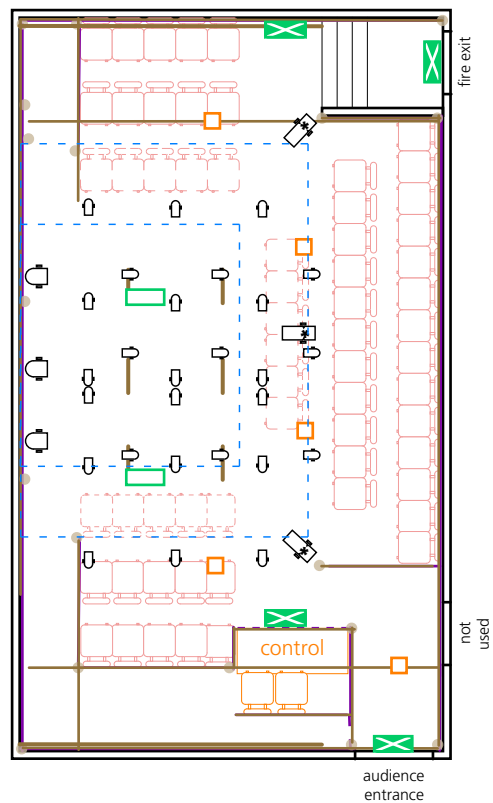 fire exit
control
not
used
audience
entrance